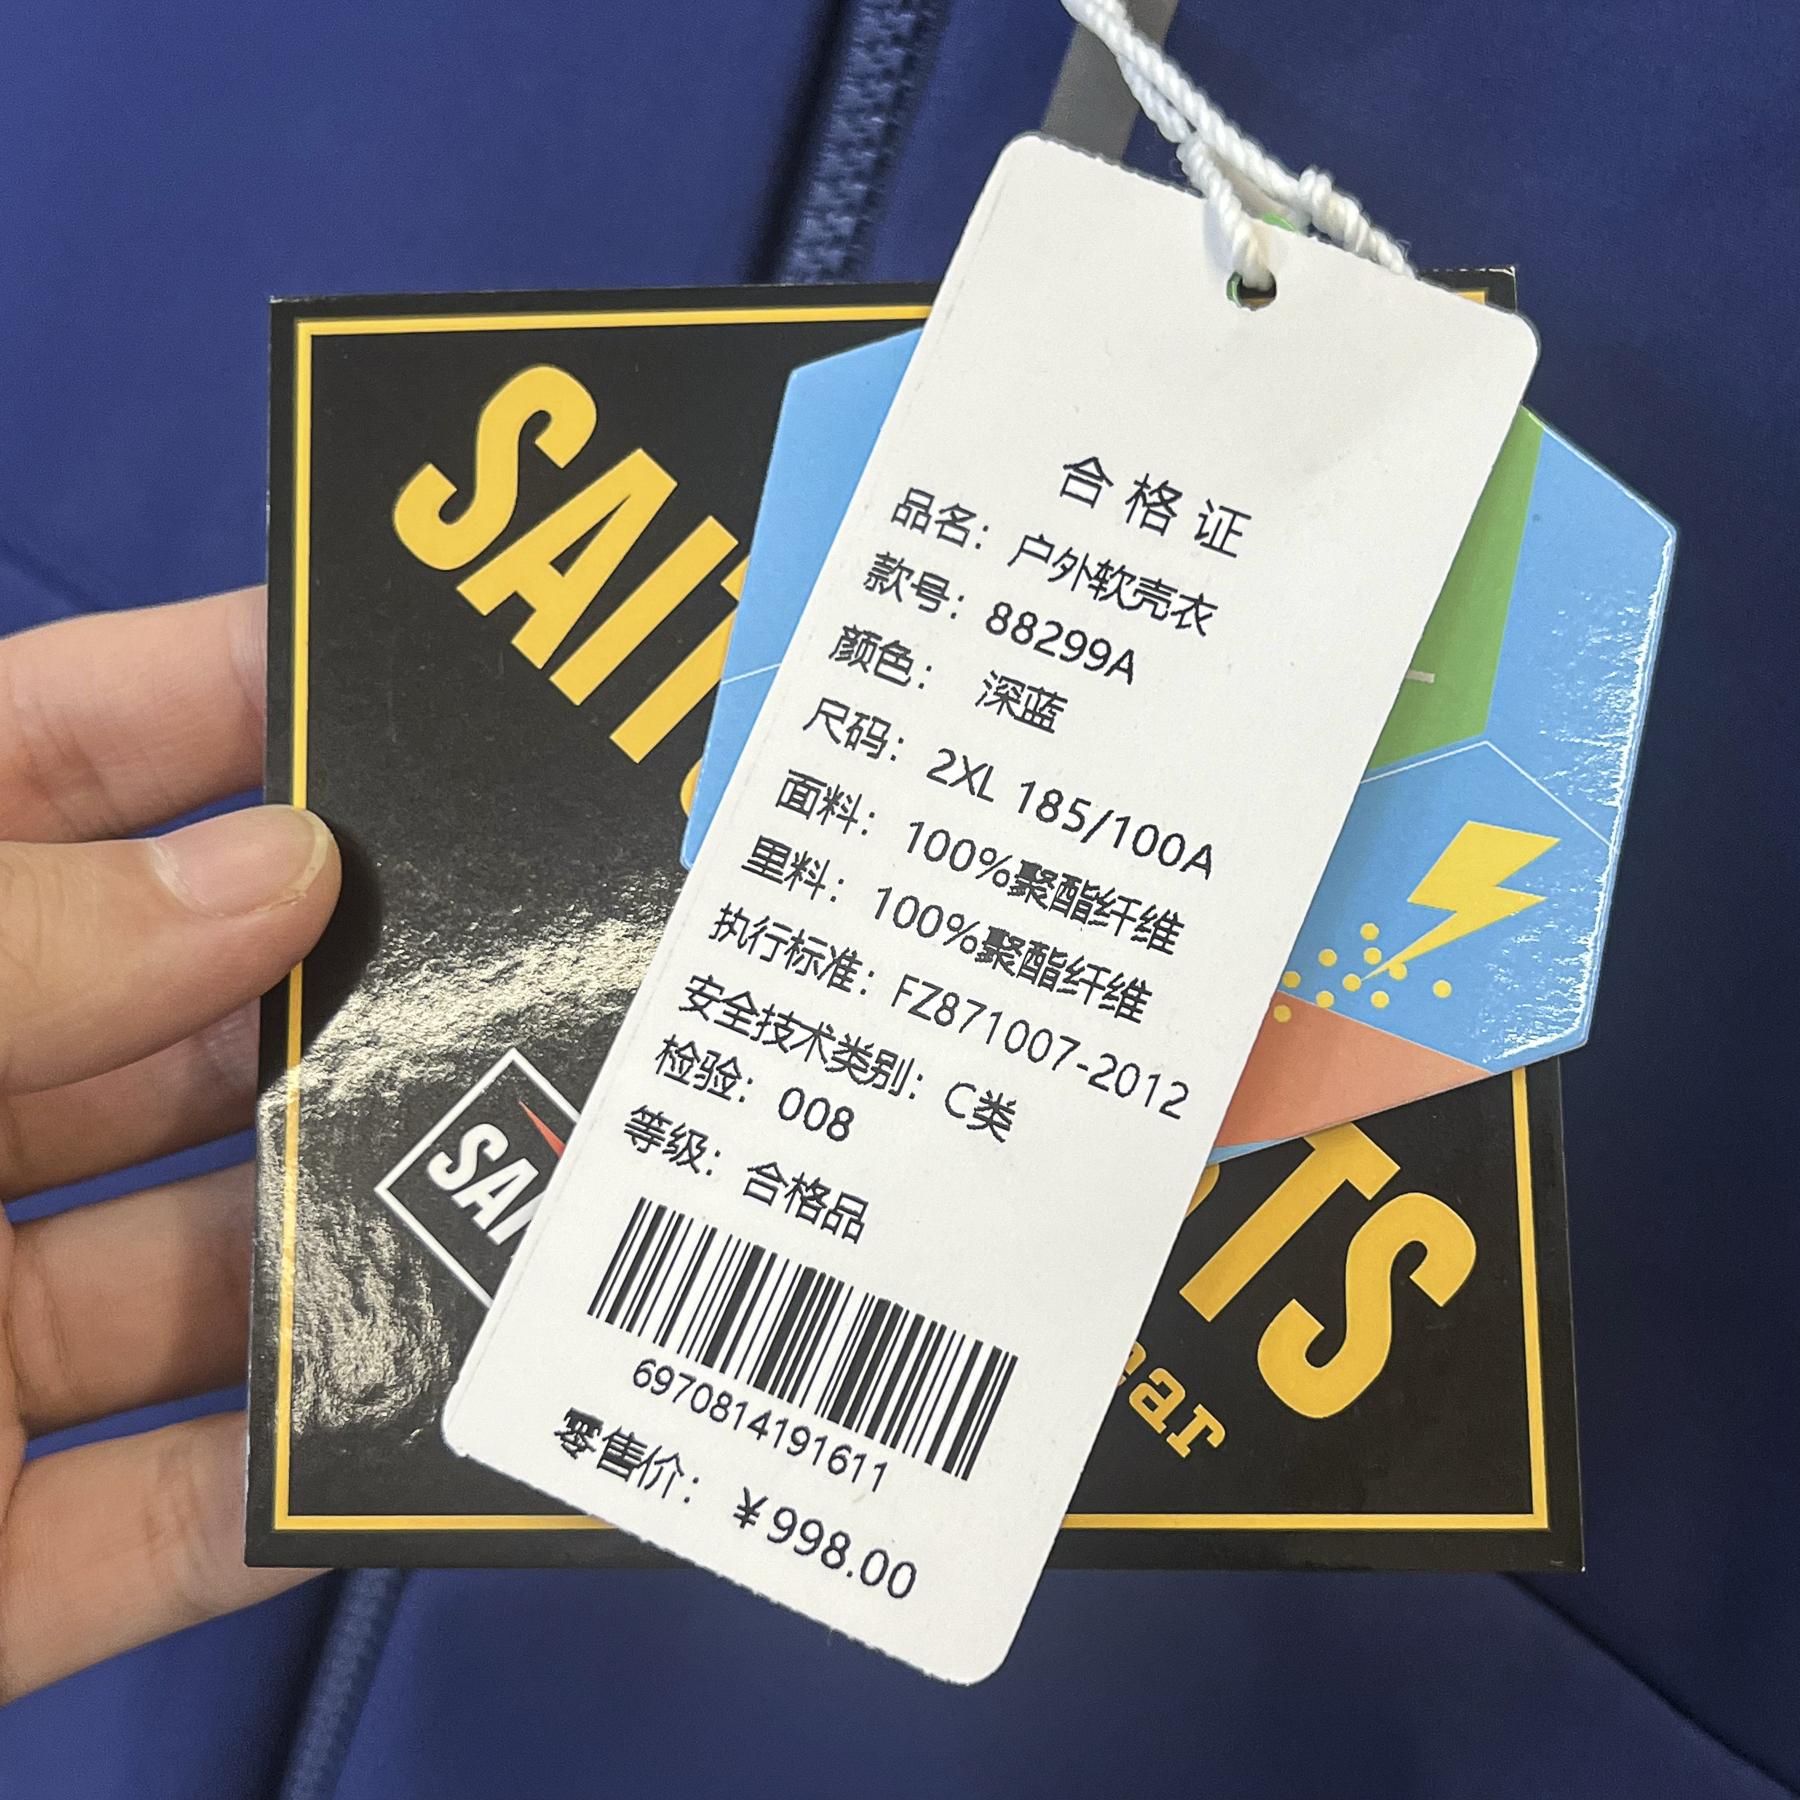 合格证
品名：户外软壳衣
款号：88299A
颜色：深蓝
尺码：2XL 185/100A
面料：100%聚酯纤维
里料：100%聚酯纤维
执行标准：FZ871007-2012
安全技术类别：C类
检验：008
等级：合格品
6970814191611
零售价：￥998.00